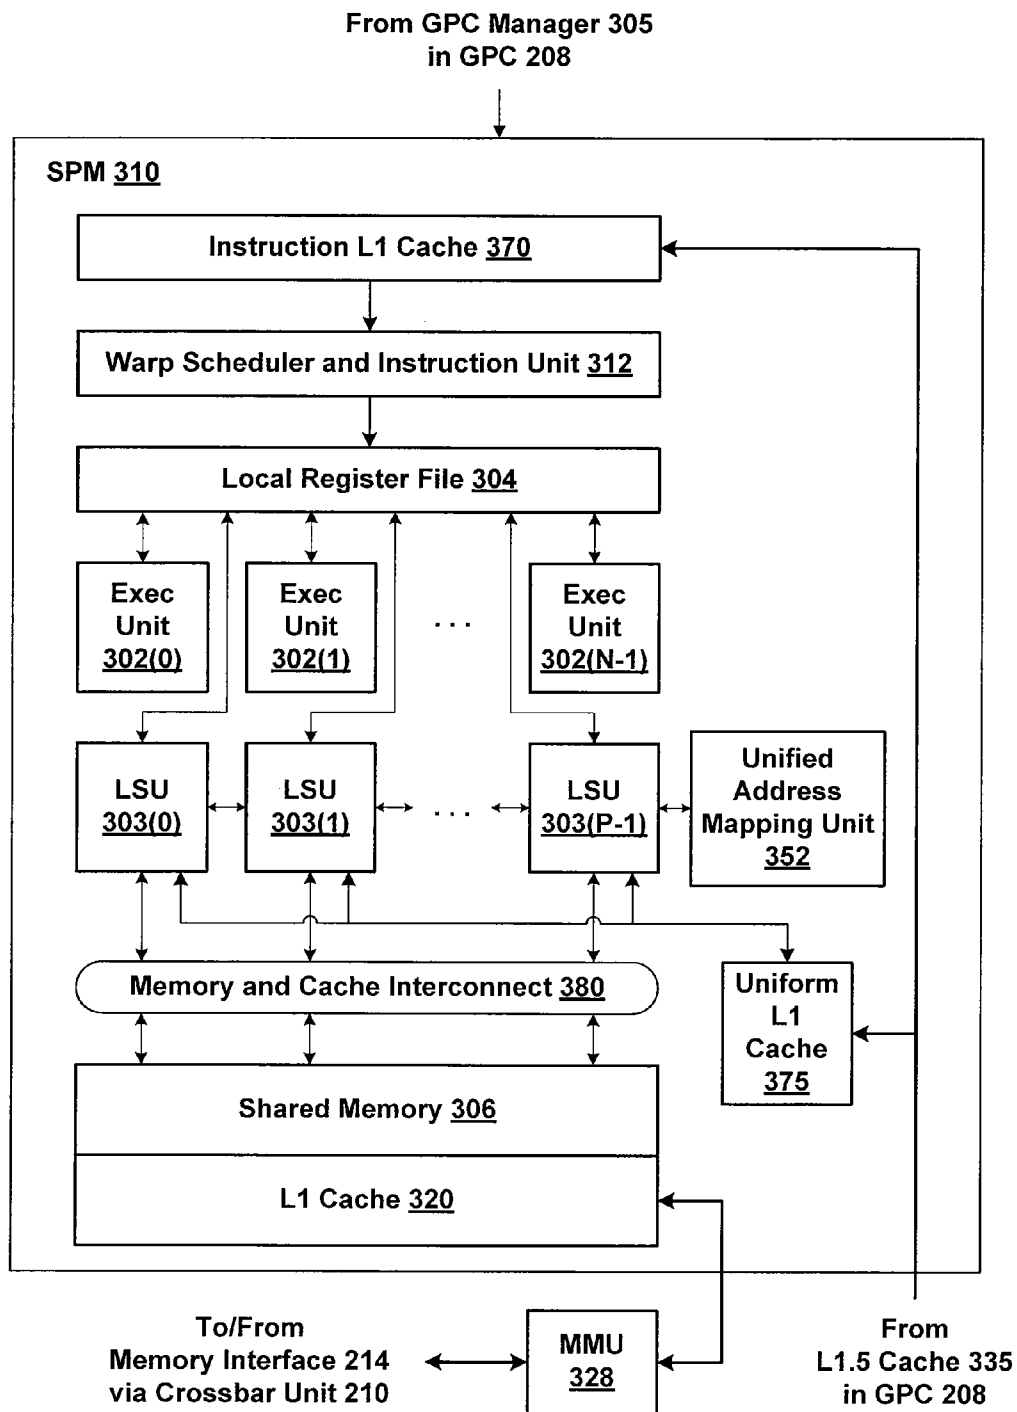 From GPC Manager 305
in GPC 208
SPM 310
Instruction L1 Cache 370
Warp Scheduler and Instruction Unit 312
Local Register File 304
Exec
Unit
302(0)
Exec
Unit
302(1)
. . .
Exec
Unit
302(N-1)
LSU
303(0)
LSU
303(1)
. . .
LSU
303(P-1)
Unified
Address
Mapping Unit
352
Memory and Cache Interconnect 380
Uniform
L1
Cache
375
Shared Memory 306
L1 Cache 320
To/From
Memory Interface 214
via Crossbar Unit 210
MMU
328
From
L1.5 Cache 335
in GPC 208